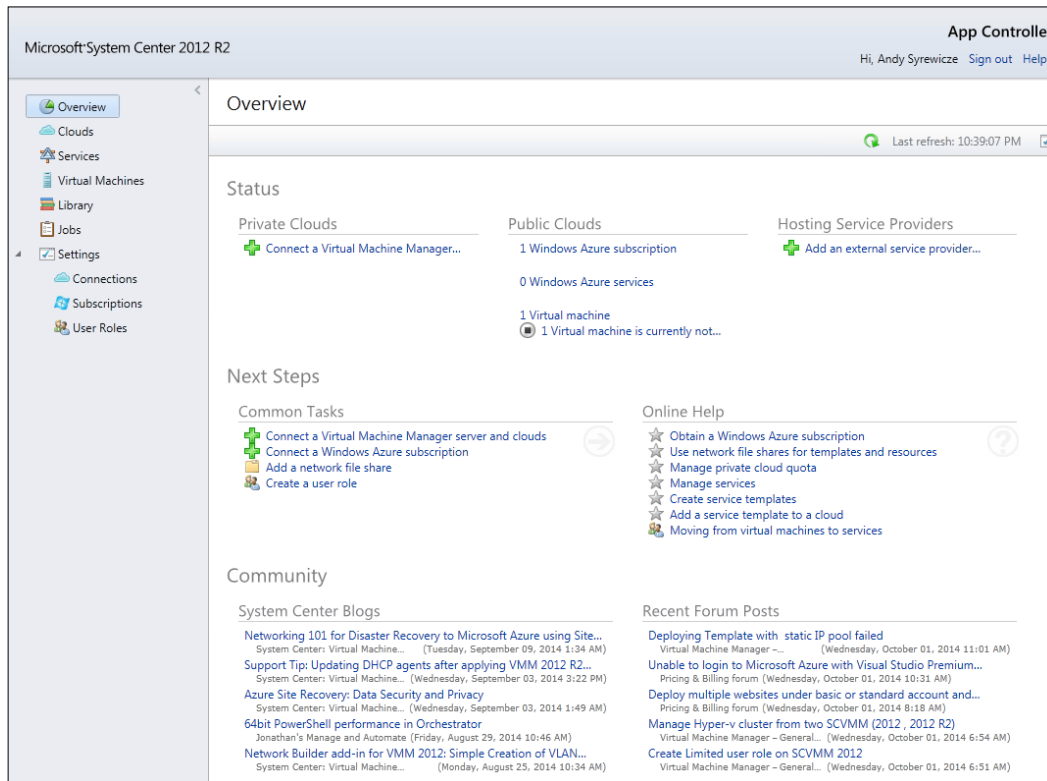 Microsoft System Center 2012 R2
App Controlle
Hi, Andy Syrewicze Sign out Help
Overview
Clouds
Services
Virtual Machines
Library
Jobs
Settings
Connections
Subscriptions
User Roles
Overview
Last refresh: 10:39:07 PM
Status
Private Clouds
Connect a Virtual Machine Manager...
Public Clouds
1 Windows Azure subscription
0 Windows Azure services
1 Virtual machine
1 Virtual machine is currently not...
Hosting Service Providers
Add an external service provider...
Next Steps
Common Tasks
Connect a Virtual Machine Manager server and clouds
Connect a Windows Azure subscription
Add a network file share
Create a user role
Online Help
Obtain a Windows Azure subscription
Use network file shares for templates and resources
Manage private cloud quota
Manage services
Create service templates
Add a service template to a cloud
Moving from virtual machines to services
Community
System Center Blogs
Networking 101 for Disaster Recovery to Microsoft Azure using Site...
System Center: Virtual Machine... (Tuesday, September 09, 2014 1:34 AM)
Support Tip: Updating DHCP agents after applying VMM 2012 R2...
System Center: Virtual Machine... (Wednesday, September 03, 2014 3:22 PM)
Azure Site Recovery: Data Security and Privacy
System Center: Virtual Machine... (Wednesday, September 03, 2014 1:49 AM)
64bit PowerShell performance in Orchestrator
Jonathan's Manage and Automate (Friday, August 29, 2014 10:46 AM)
Network Builder add-in for VMM 2012: Simple Creation of VLAN...
System Center: Virtual Machine... (Monday, August 25, 2014 10:34 AM)
Recent Forum Posts
Deploying Template with static IP pool failed
Virtual Machine Manager –... (Wednesday, October 01, 2014 11:01 AM)
Unable to login to Microsoft Azure with Visual Studio Premium...
Pricing & Billing forum (Wednesday, October 01, 2014 10:31 AM)
Deploy multiple websites under basic or standard account and...
Pricing & Billing forum (Wednesday, October 01, 2014 8:18 AM)
Manage Hyper-v cluster from two SCVMM (2012 , 2012 R2)
Virtual Machine Manager – General... (Wednesday, October 01, 2014 6:54 AM)
Create Limited user role on SCVMM 2012
Virtual Machine Manager – General... (Wednesday, October 01, 2014 6:51 AM)